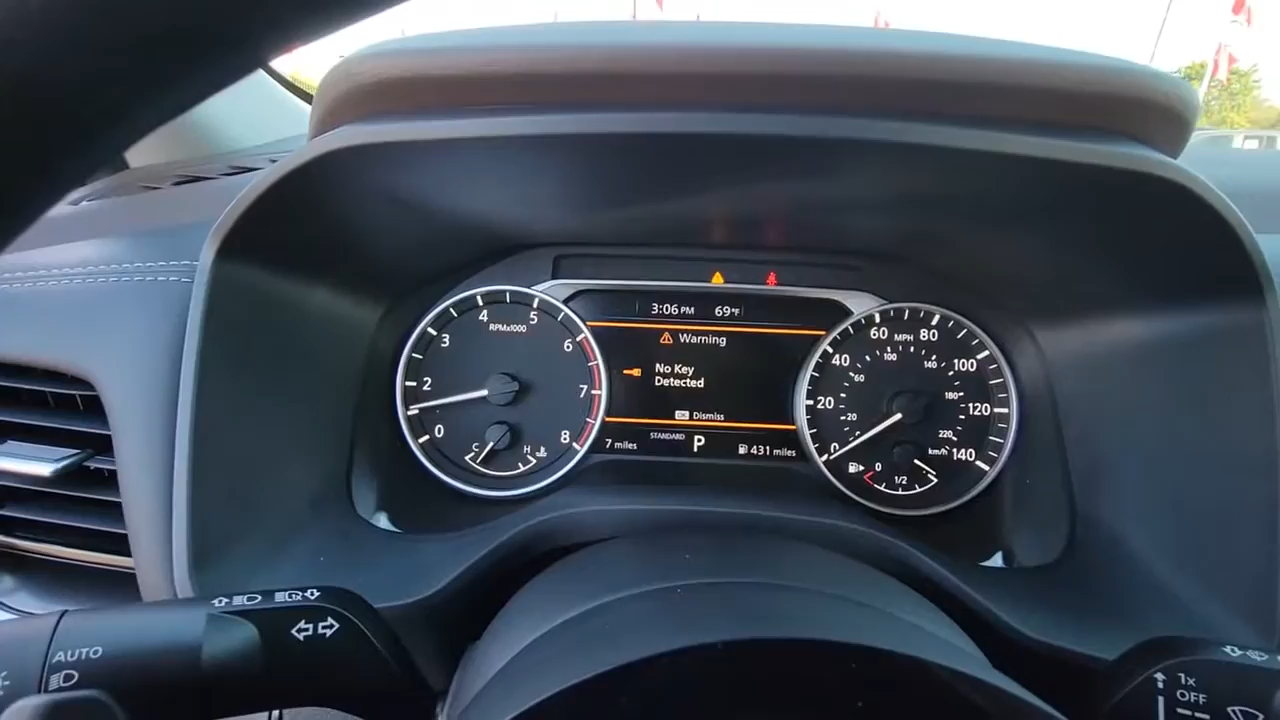 3:06 PM 69°F
Warning
No Key
Detected
OK Dismiss
STANDARD
7 miles P 431 miles
RPMx1000
0 2 3 4 5 6 7 8
C H
MPH
0 20 40 60 80 100 120 140
km/h
20 60 100 140 180 220
0 1/2
AUTO
1x
OFF